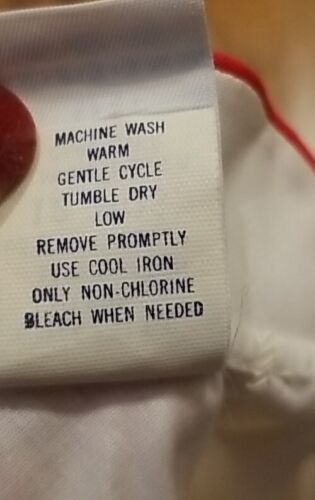 MACHINE WASH
WARM
GENTLE CYCLE
TUMBLE DRY
LOW
REMOVE PROMPTLY
USE COOL IRON
ONLY NON-CHLORINE
BLEACH WHEN NEEDED